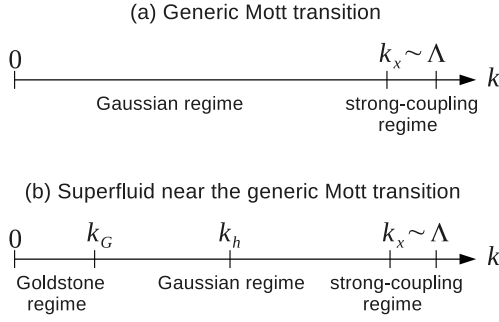 (a) Generic Mott transition
0 k_x ~ Λ k
Gaussian regime strong-coupling
regime
(b) Superfluid near the generic Mott transition
0 k_G k_h k_x ~ Λ k
Goldstone Gaussian regime strong-coupling
regime regime